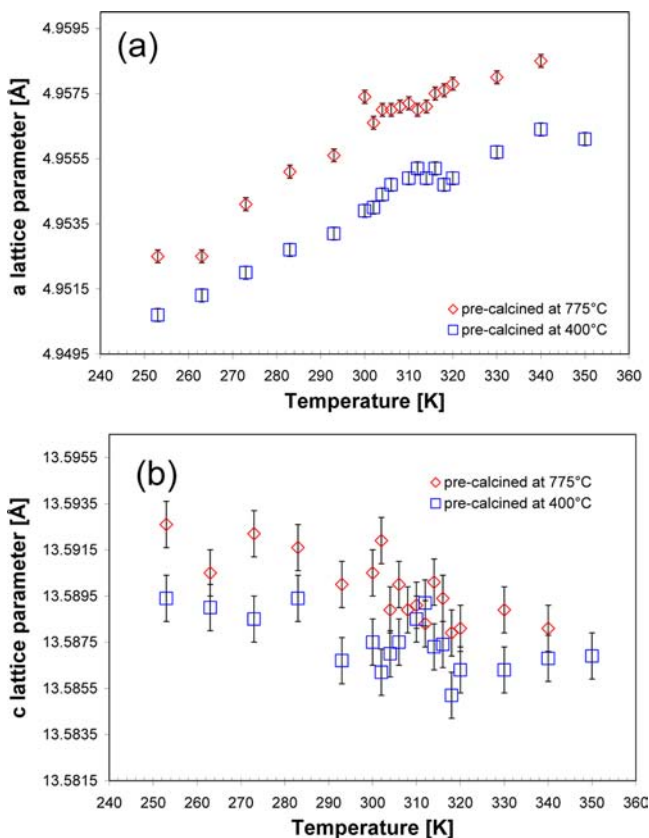 (a)
a lattice parameter [Å]
4.9595
4.9575
4.9555
4.9535
4.9515
4.9495
pre-calcined at 775°C
pre-calcined at 400°C
240 250 260 270 280 290 300 310 320 330 340 350 360
Temperature [K]
(b)
c lattice parameter [Å]
13.5955
13.5935
13.5915
13.5895
13.5875
13.5855
13.5835
13.5815
pre-calcined at 775°C
pre-calcined at 400°C
240 250 260 270 280 290 300 310 320 330 340 350 360
Temperature [K]